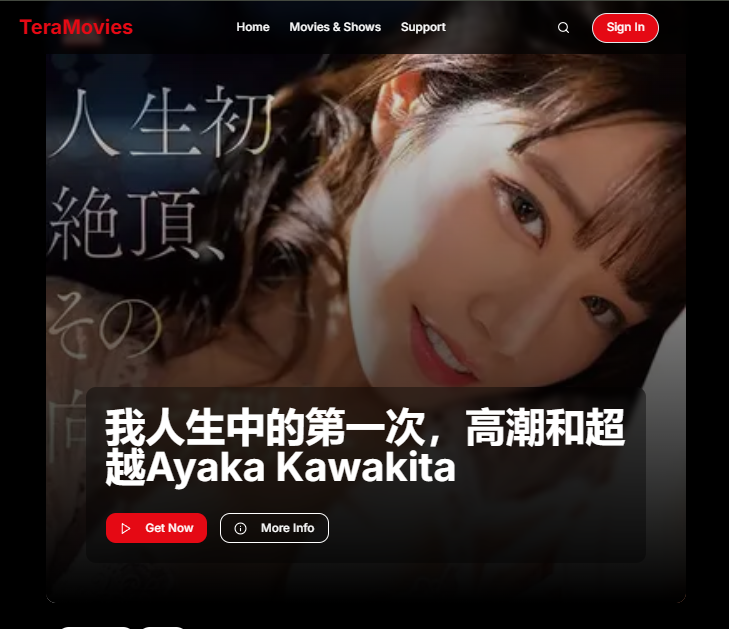 TeraMovies
Home
Movies & Shows
Support
Sign In
人生初
絶頂、
その
向
我人生中的第一次，高潮和超
越Ayaka Kawakita
Get Now
More Info